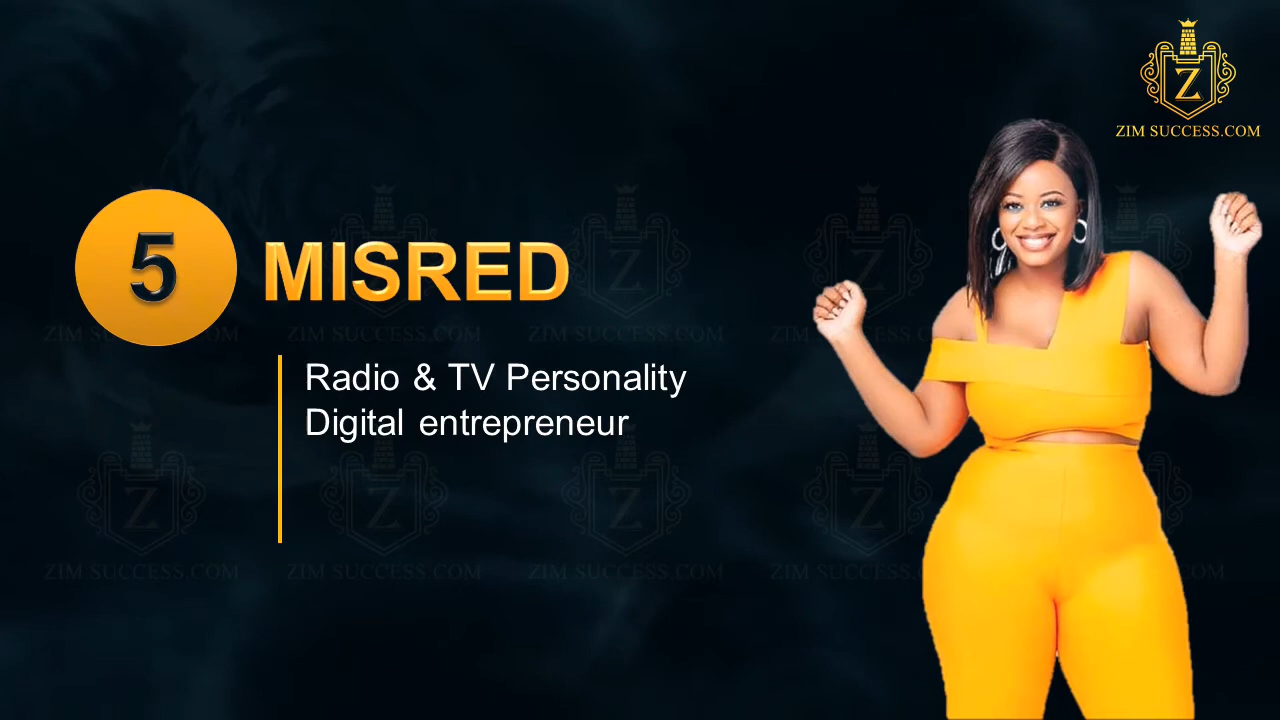 Z
ZIM SUCCESS.COM
5
MISRED
Radio & TV Personality
Digital entrepreneur